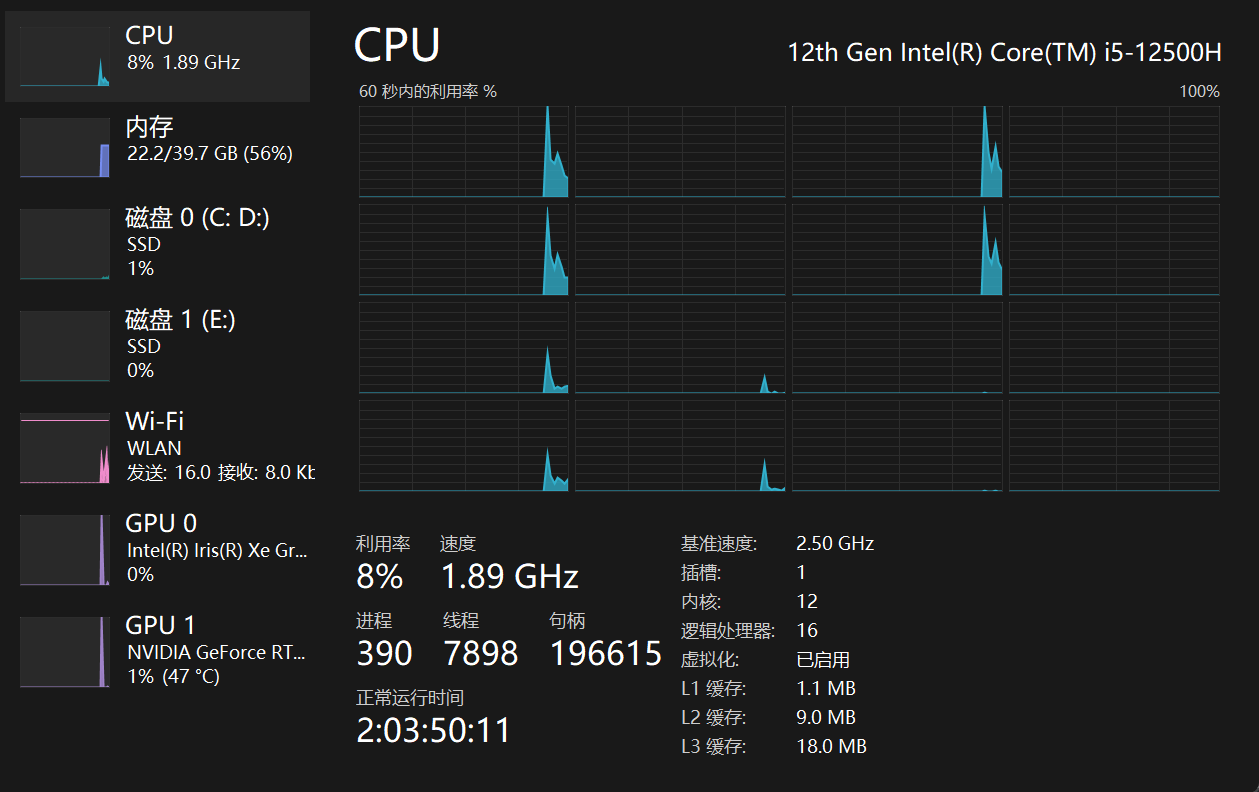 CPU
8% 1.89 GHz
内存
22.2/39.7 GB (56%)
磁盘 0 (C: D:)
SSD
1%
磁盘 1 (E:)
SSD
0%
Wi-Fi
WLAN
发送: 16.0 接收: 8.0 Kb
GPU 0
Intel(R) Iris(R) Xe Gr...
0%
GPU 1
NVIDIA GeForce RT...
1% (47 °C)
CPU
12th Gen Intel(R) Core(TM) i5-12500H
60 秒内的利用率 %
100%
利用率 速度
8% 1.89 GHz
进程 线程 句柄
390 7898 196615
正常运行时间
2:03:50:11
基准速度: 2.50 GHz
插槽: 1
内核: 12
逻辑处理器: 16
虚拟化: 已启用
L1 缓存: 1.1 MB
L2 缓存: 9.0 MB
L3 缓存: 18.0 MB